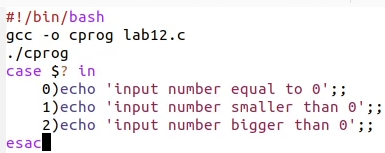 #!/bin/bash
gcc -o cprog lab12.c
./cprog
case $? in
    0)echo 'input number equal to 0';;
    1)echo 'input number smaller than 0';;
    2)echo 'input number bigger than 0';;
esac